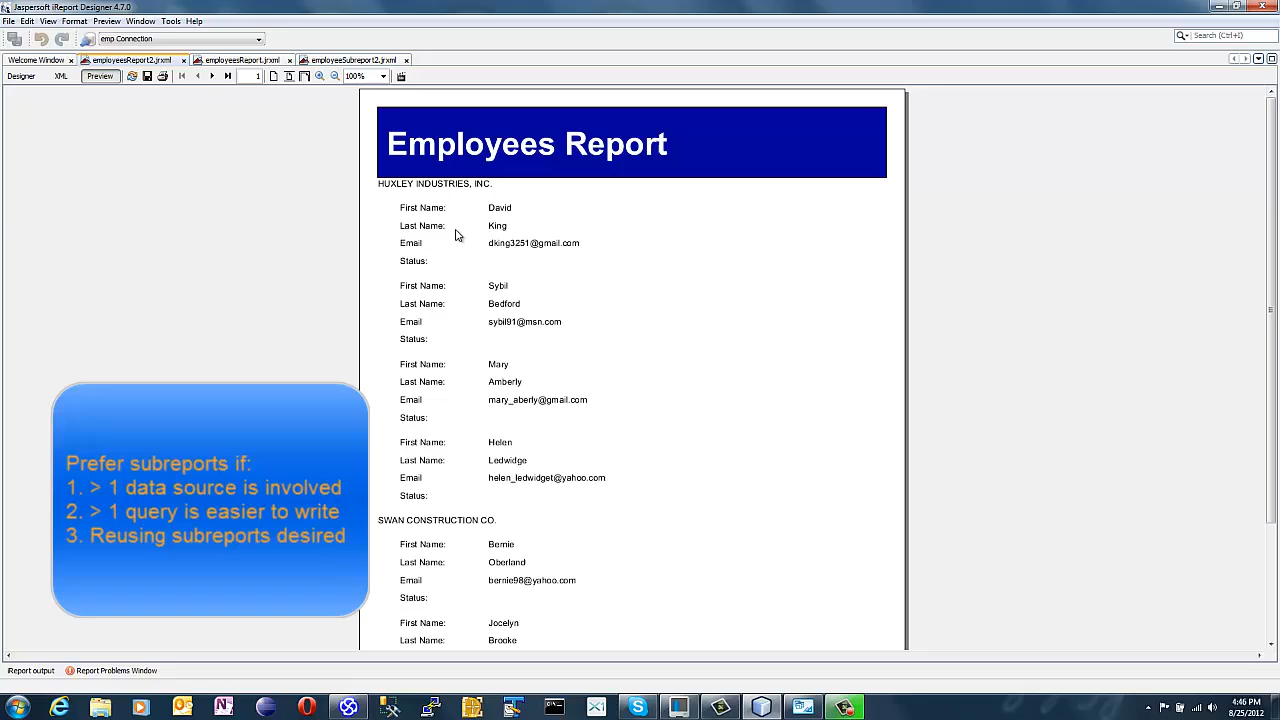 Jaspersoft iReport Designer 4.7.0
File Edit View Format Preview Window Tools Help
emp Connection
Search (Ctrl+I)
Welcome Window employeesReport2.jrxml employeesReport.jrxml employeeSubreport2.jrxml
Designer XML Preview 1 100%
Employees Report
HUXLEY INDUSTRIES, INC.
First Name: David
Last Name: King
Email dking3251@gmail.com
Status:
First Name: Sybil
Last Name: Bedford
Email sybil91@msn.com
Status:
First Name: Mary
Last Name: Amberly
Email mary_aberly@gmail.com
Status:
First Name: Helen
Last Name: Ledwidge
Email helen_ledwidget@yahoo.com
Status:
SWAN CONSTRUCTION CO.
First Name: Bernie
Last Name: Oberland
Email bernie98@yahoo.com
Status:
First Name: Jocelyn
Last Name: Brooke
Prefer subreports if:
1. > 1 data source is involved
2. > 1 query is easier to write
3. Reusing subreports desired
iReport output Report Problems Window
4:46 PM
8/25/2012